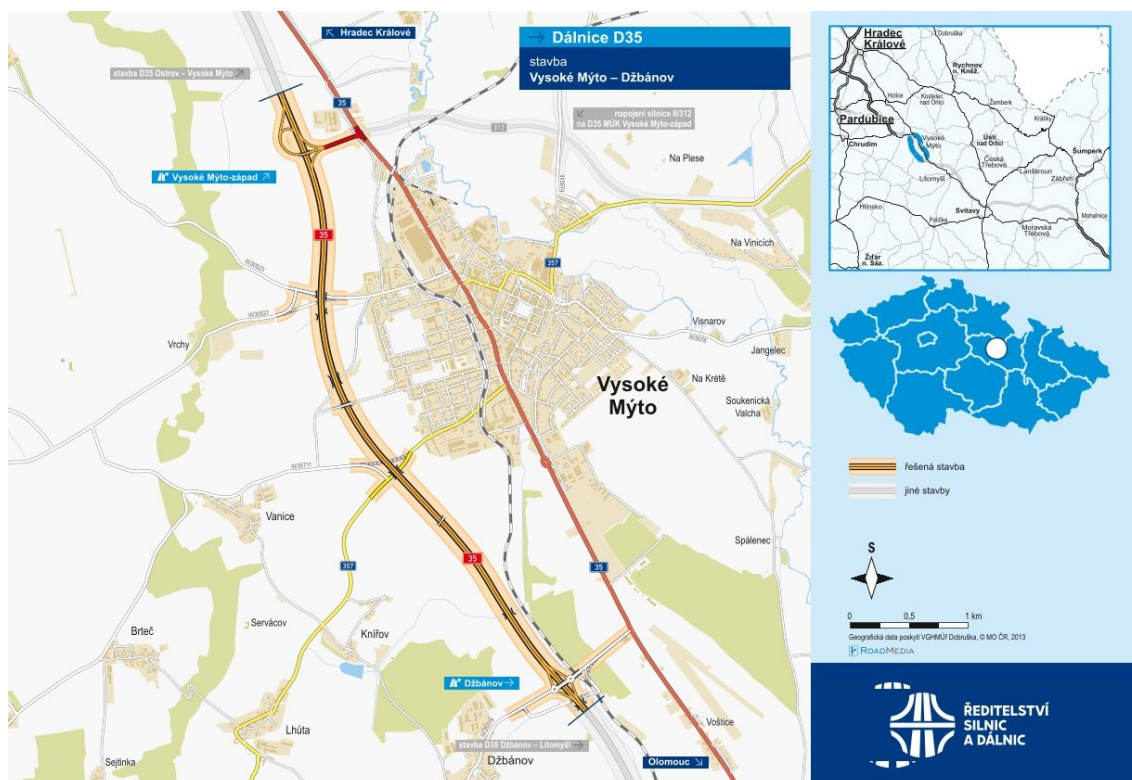 Hradec Králové
Dálnice D35
stavba
Vysoké Mýto – Džbánov
stavba D35 Ostrov – Vysoké Mýto
35
312
napojení silnice II/312
na D35 MÚK Vysoké Mýto-západ
Na Plese
Vysoké Mýto-západ
35
357
Na Vinicích
Vrchy
Visnarov
Jangelec
Na Krétě
Vysoké
Mýto
Soukenická
Valcha
Vanice
Spálenec
357
35
35
Brteč
Servácov
Knířov
Džbánov
Lhůta
Voštice
stavba D35 Džbánov – Litomyšl
Džbánov
Olomouc
Sejtinka
Hradec
Králové
Dobruška
Rychnov
n. Kněž.
Holice
Kostelec
nad Orlicí
Žamberk
Králíky
Pardubice
Vysoké
Mýto
Ústí
nad Orlicí
Chrudim
Česká
Třebová
Šumperk
Lanškroun
Zábřeh
Litomyšl
Hlinsko
Svitavy
Polička
Mohelnice
Moravská
Třebová
Žďár
n. Sáz.
řešená stavba
jiné stavby
S
0 0,5 1 km
Geografická data poskytl VGHMÚř Dobruška, © MO ČR, 2013
ROADMEDIA
ŘEDITELSTVÍ
SILNIC
A DÁLNIC